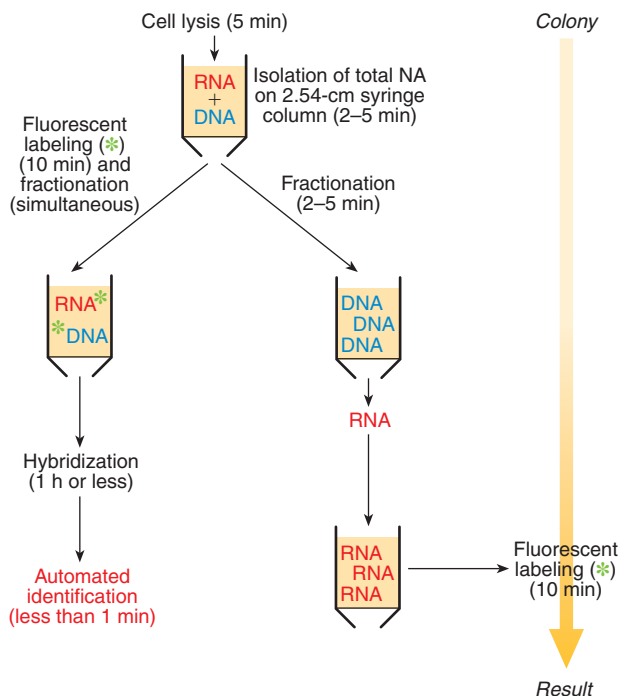 Cell lysis (5 min)
Colony
RNA
+
DNA
Isolation of total NA
on 2.54-cm syringe
column (2–5 min)
Fluorescent
labeling (*)
(10 min) and
fractionation
(simultaneous)
Fractionation
(2–5 min)
RNA*
*DNA
DNA
DNA
DNA
RNA
Hybridization
(1 h or less)
Automated
identification
(less than 1 min)
RNA
RNA
RNA
Fluorescent
labeling (*)
(10 min)
Result